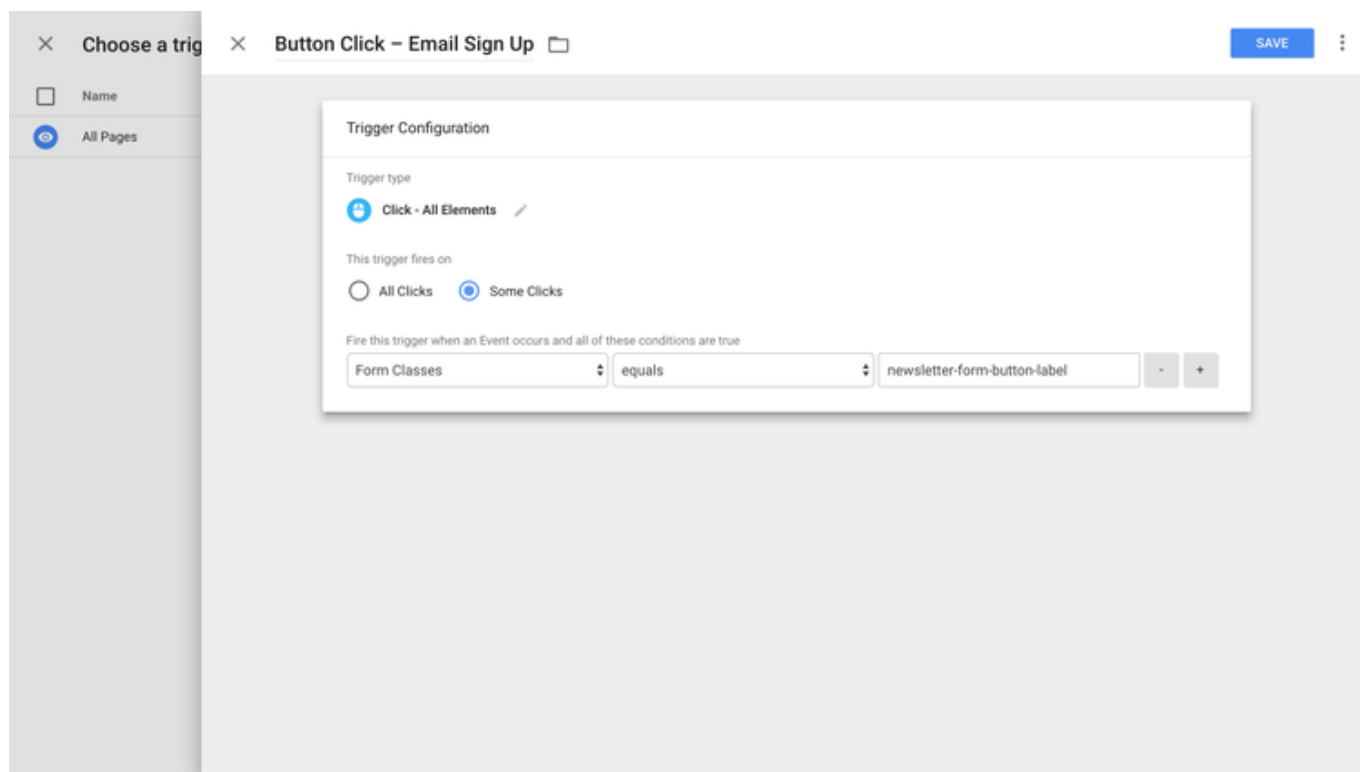 Choose a trig
Button Click – Email Sign Up
SAVE
Name
All Pages
Trigger Configuration
Trigger type
Click - All Elements
This trigger fires on
All Clicks
Some Clicks
Fire this trigger when an Event occurs and all of these conditions are true
Form Classes
equals
newsletter-form-button-label
-
+